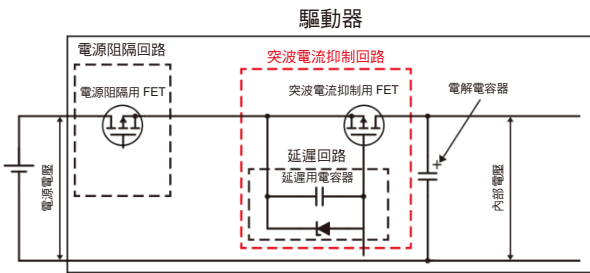 驅動器
電源阻隔回路
突波電流抑制回路
電源阻隔用 FET
突波電流抑制用 FET
電解電容器
延遲回路
延遲用電容器
+
電源電壓
內部電壓